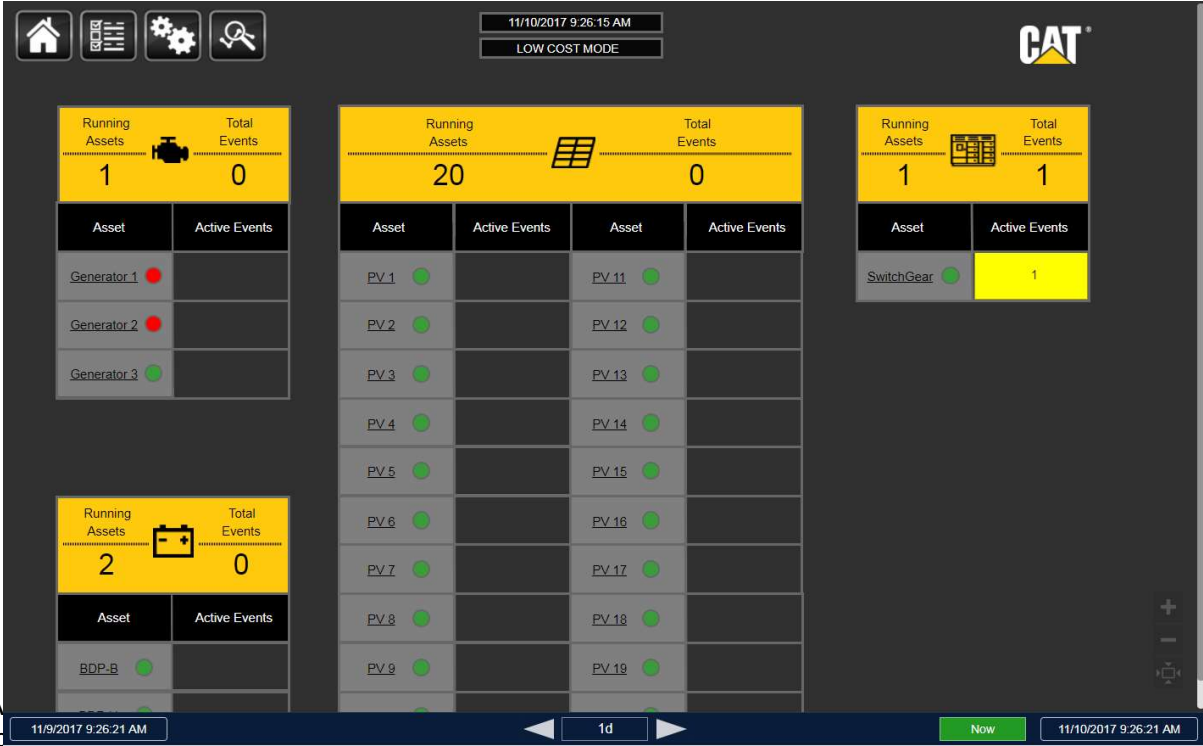 11/10/2017 9:26:15 AM
LOW COST MODE
CAT
Running Assets
1
Total Events
0
Asset Active Events
Generator 1
Generator 2
Generator 3
Running Assets
2
Total Events
0
Asset Active Events
BDP-B
Running Assets
20
Total Events
0
Asset Active Events Asset Active Events
PV 1 PV 11
PV 2 PV 12
PV 3 PV 13
PV 4 PV 14
PV 5 PV 15
PV 6 PV 16
PV 7 PV 17
PV 8 PV 18
PV 9 PV 19
Running Assets
1
Total Events
1
Asset Active Events
SwitchGear 1
11/9/2017 9:26:21 AM 1d Now 11/10/2017 9:26:21 AM